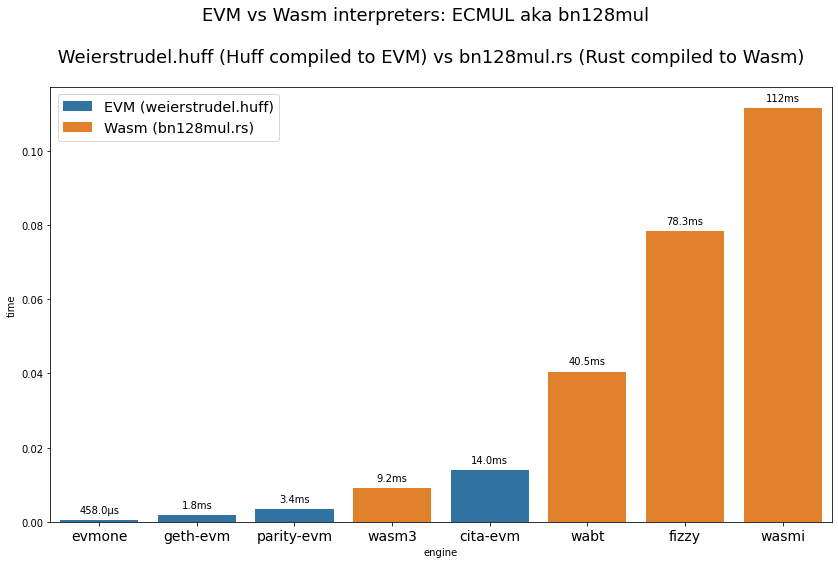 EVM vs Wasm interpreters: ECMUL aka bn128mul
Weierstrudel.huff (Huff compiled to EVM) vs bn128mul.rs (Rust compiled to Wasm)
EVM (weierstrudel.huff)
Wasm (bn128mul.rs)
112ms
78.3ms
40.5ms
14.0ms
9.2ms
3.4ms
1.8ms
458.0µs
0.10
0.08
0.06
0.04
0.02
0.00
time
evmone geth-evm parity-evm wasm3 cita-evm wabt fizzy wasmi
engine